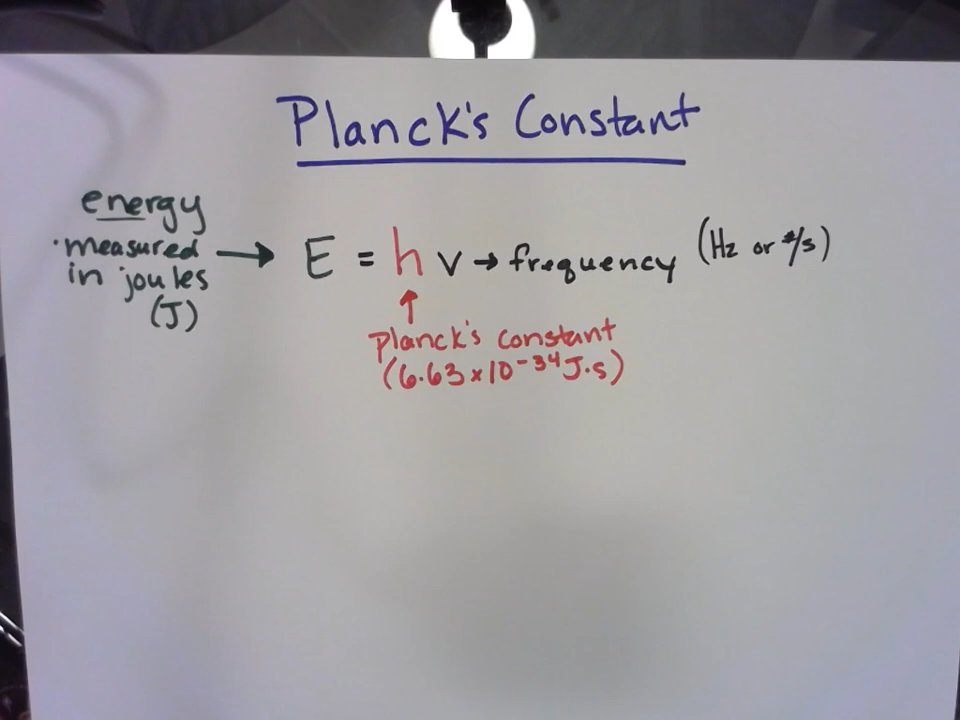 Planck's Constant
energy
·measured
in joules
(J)
→ E = h v → frequency (Hz or #/s)
↑
Planck's constant
(6.63 x 10⁻³⁴ J·s)